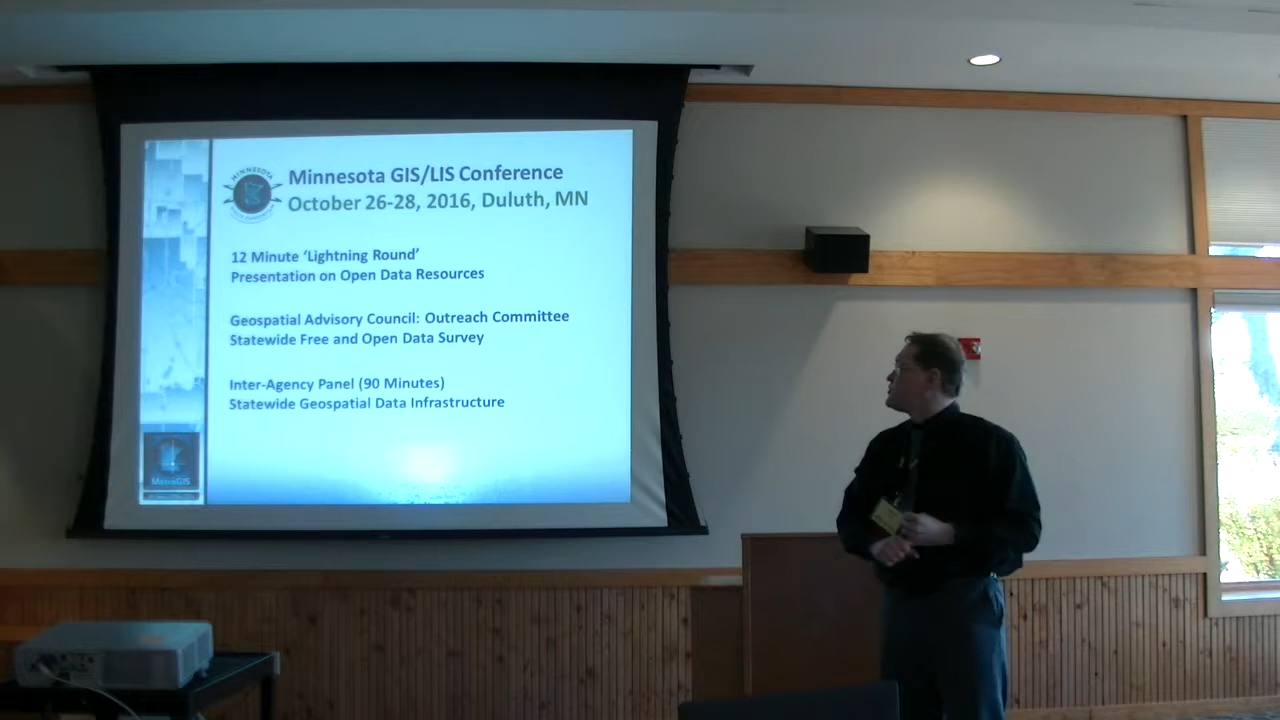 MINNESOTA
Minnesota GIS/LIS Conference
October 26-28, 2016, Duluth, MN
12 Minute ‘Lightning Round’
Presentation on Open Data Resources
Geospatial Advisory Council: Outreach Committee
Statewide Free and Open Data Survey
Inter-Agency Panel (90 Minutes)
Statewide Geospatial Data Infrastructure
MetroGIS